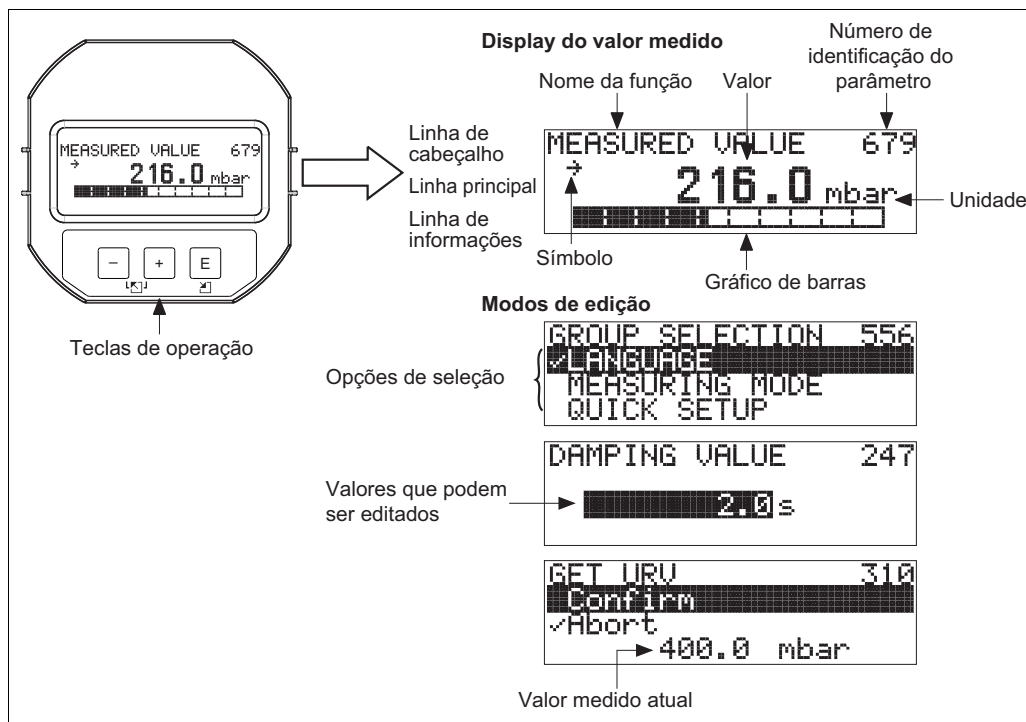 MEASURED VALUE 679
216.0 mbar
– + E
Teclas de operação
Linha de
cabeçalho
Linha principal
Linha de
informações
Display do valor medido
Nome da função
Valor
Número de
identificação do
parâmetro
MEASURED VALUE 679
216.0 mbar
Unidade
Símbolo
Gráfico de barras
Modos de edição
Opções de seleção
GROUP SELECTION 556
✓LANGUAGE
MEASURING MODE
QUICK SETUP
DAMPING VALUE 247
Valores que podem
ser editados
2.0 s
GET URV 310
Confirm
✓Abort
400.0 mbar
Valor medido atual